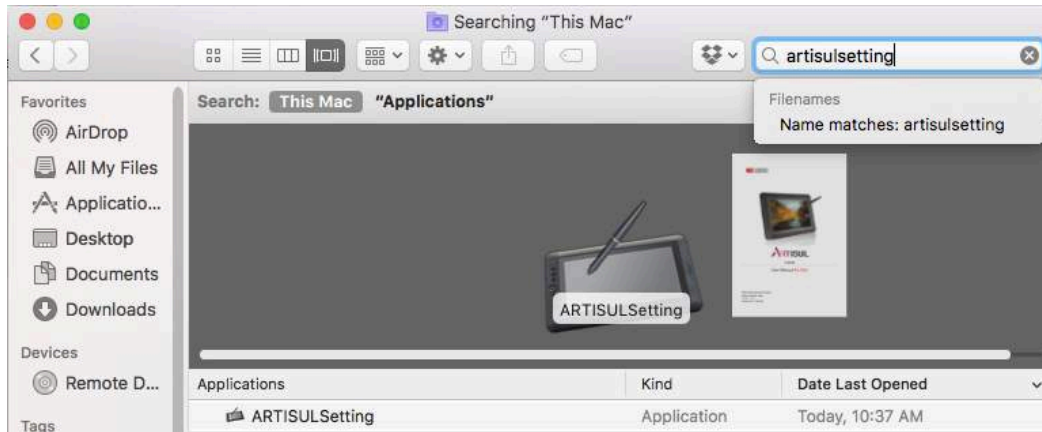 Searching "This Mac"
artisulsetting
Favorites
Search: This Mac "Applications"
Filenames
Name matches: artisulsetting
AirDrop
All My Files
Applicatio...
Desktop
Documents
Downloads
ARTISUL
ARTISULSetting
Devices
Remote D...
Applications Kind Date Last Opened
ARTISULSetting Application Today, 10:37 AM
Tags